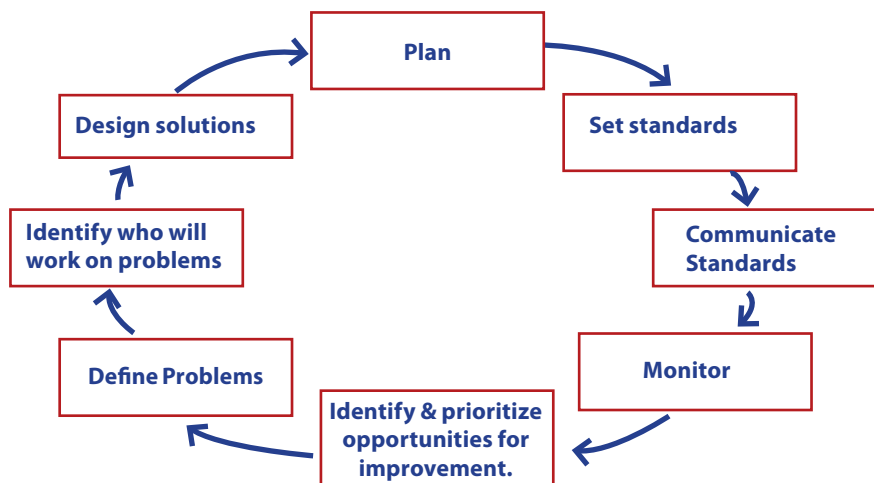 Plan
Set standards
Communicate
Standards
Monitor
Identify & prioritize
opportunities for
improvement.
Define Problems
Identify who will
work on problems
Design solutions